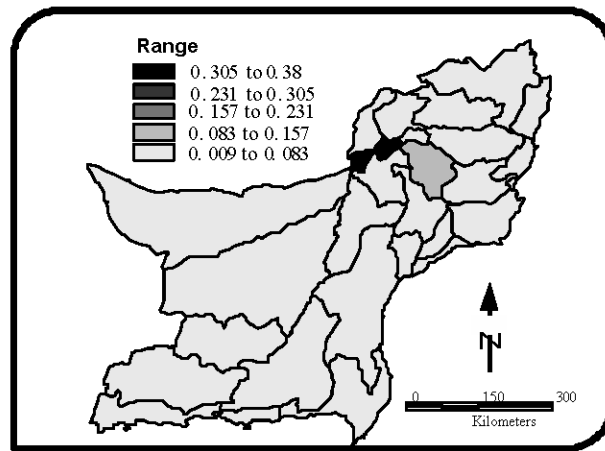 Range
0.305 to 0.38
0.231 to 0.305
0.157 to 0.231
0.083 to 0.157
0.009 to 0.083
N
0 150 300
Kilometers